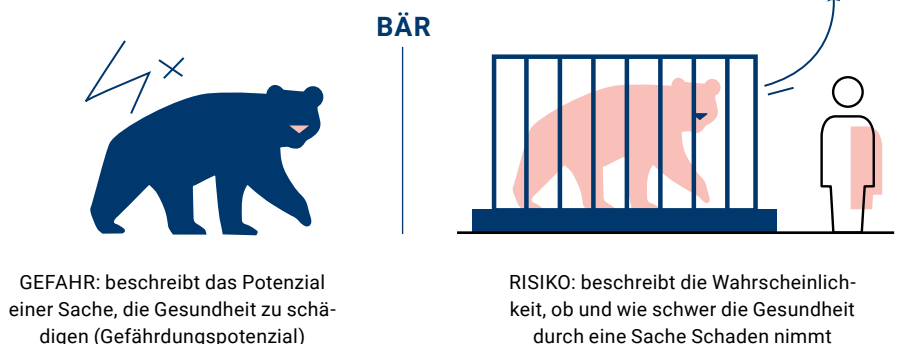 BÄR
GEFAHR: beschreibt das Potenzial
einer Sache, die Gesundheit zu schä-
digen (Gefährdungspotenzial)
RISIKO: beschreibt die Wahrscheinlich-
keit, ob und wie schwer die Gesundheit
durch eine Sache Schaden nimmt